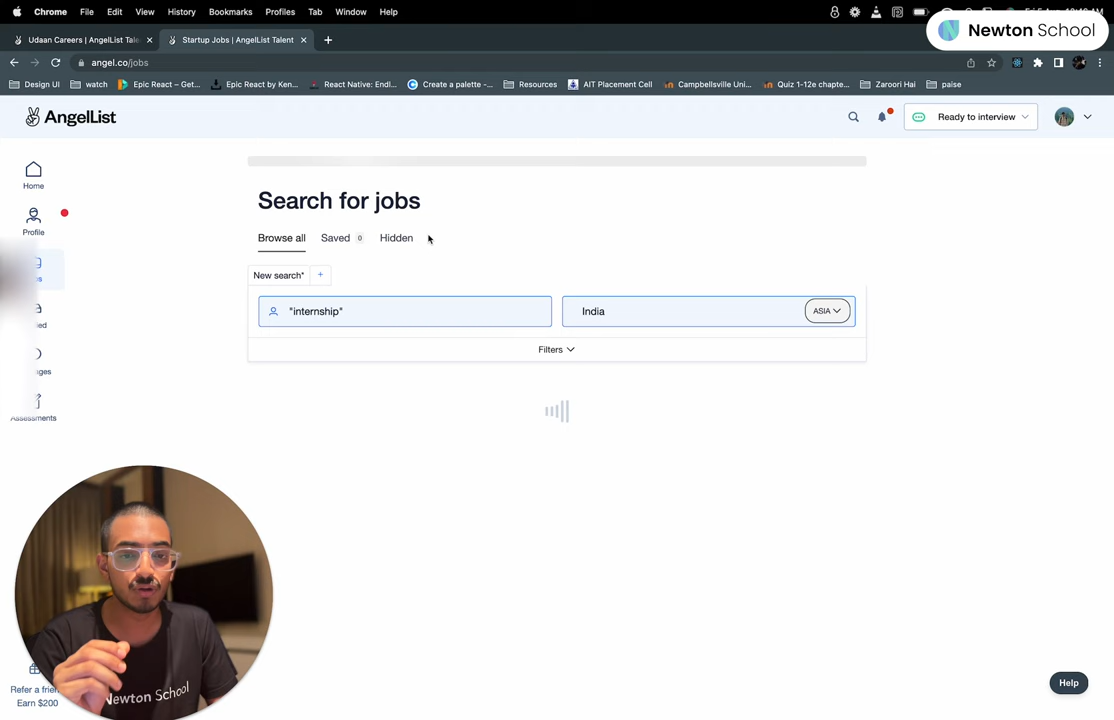 Chrome File Edit View History Bookmarks Profiles Tab Window Help
Newton School
Udaan Careers | AngelList Tale
Startup Jobs | AngelList Talent
angel.co/jobs
Design UI
watch
Epic React – Get...
Epic React by Ken...
React Native: Endl...
Create a palette -...
Resources
AIT Placement Cell
Campbellsville Uni...
Quiz 1-12e chapte...
Zaroori Hai
paise
AngelList
Ready to interview
Home
Profile
Search for jobs
Browse all
Saved 0
Hidden
New search*
+
"internship"
India
ASIA
Filters
Assessments
Newton School
Refer a frien
Earn $200
Help